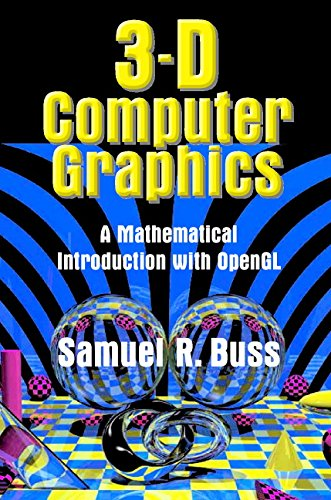 3-D
Computer
Graphics
A Mathematical
Introduction with OpenGL
Samuel R. Buss